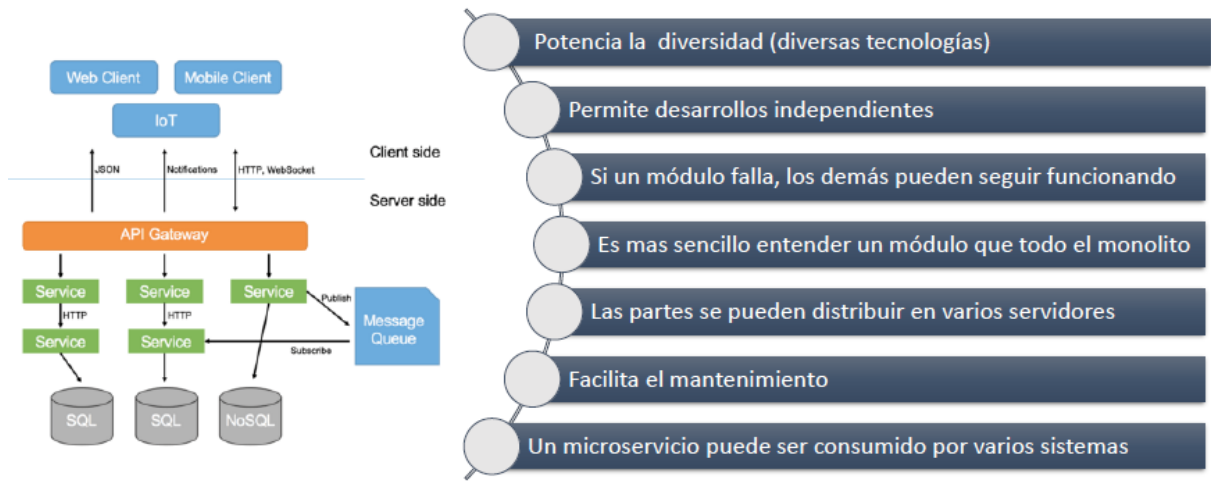 Web Client
Mobile Client
IoT
JSON
Notifications
HTTP, WebSocket
Client side
Server side
API Gateway
Service
Service
Service
HTTP
HTTP
Publish
Service
Service
Message
Queue
Subscribe
SQL
SQL
NoSQL
Potencia la diversidad (diversas tecnologías)
Permite desarrollos independientes
Si un módulo falla, los demás pueden seguir funcionando
Es mas sencillo entender un módulo que todo el monolito
Las partes se pueden distribuir en varios servidores
Facilita el mantenimiento
Un microservicio puede ser consumido por varios sistemas